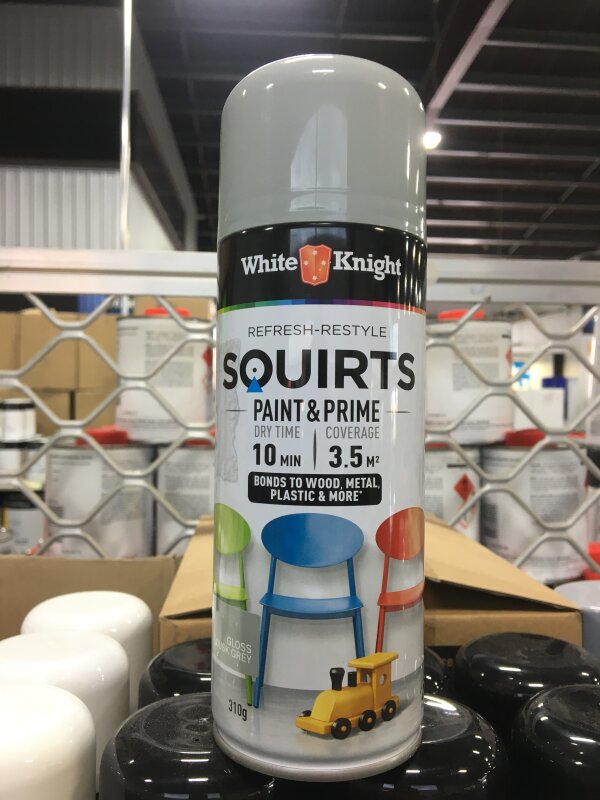 White Knight
REFRESH-RESTYLE
SQUIRTS
PAINT & PRIME
DRY TIME
10 MIN
COVERAGE
3.5 M²
BONDS TO WOOD, METAL,
PLASTIC & MORE*
GLOSS
GREY
310g